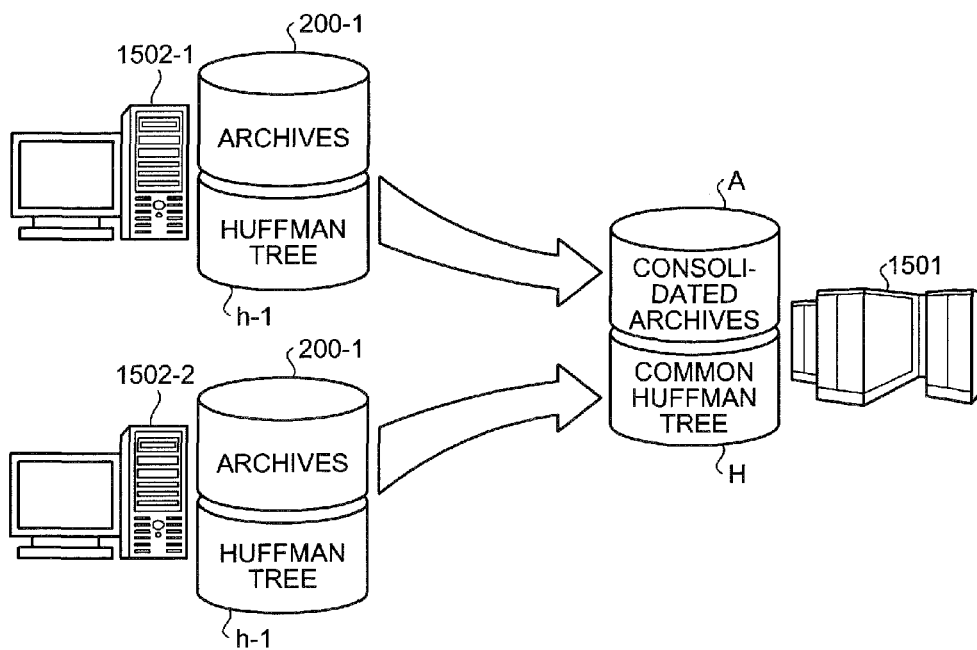 200-1
1502-1
ARCHIVES
HUFFMAN
TREE
h-1
A
CONSOLI-
DATED
ARCHIVES
1501
COMMON
HUFFMAN
TREE
H
200-1
1502-2
ARCHIVES
HUFFMAN
TREE
h-1